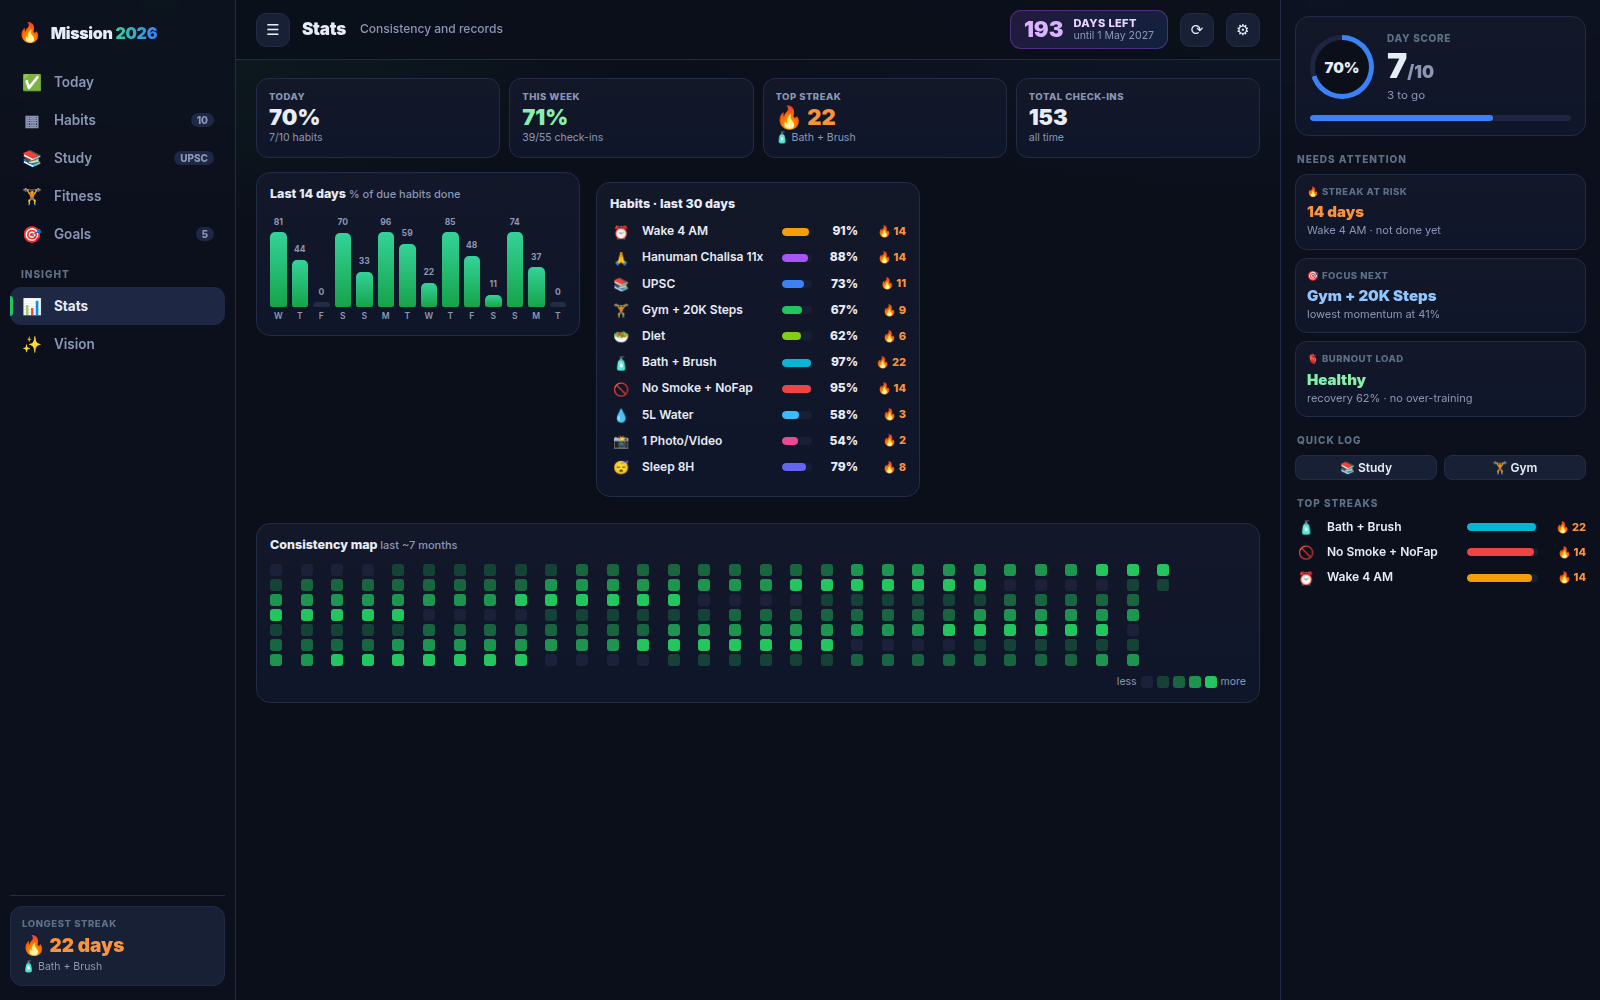 🔥 Mission 2026
✅ Today
Habits 10
📚 Study UPSC
🏋 Fitness
🎯 Goals 5
INSIGHT
📊 Stats
✨ Vision
LONGEST STREAK
🔥 22 days
🧴 Bath + Brush
☰ Stats Consistency and records
193 DAYS LEFT
until 1 May 2027
TODAY
70%
7/10 habits
THIS WEEK
71%
39/55 check-ins
TOP STREAK
🔥 22
🧴 Bath + Brush
TOTAL CHECK-INS
153
all time
Last 14 days % of due habits done
81 44 0 70 33 96 59 22 85 48 11 74 37 0
W T F S S M T W T F S S M T
Habits · last 30 days
⏰ Wake 4 AM 91% 🔥 14
🙏 Hanuman Chalisa 11x 88% 🔥 14
📚 UPSC 73% 🔥 11
🏋 Gym + 20K Steps 67% 🔥 9
🥗 Diet 62% 🔥 6
🧴 Bath + Brush 97% 🔥 22
🚫 No Smoke + NoFap 95% 🔥 14
💧 5L Water 58% 🔥 3
📸 1 Photo/Video 54% 🔥 2
😴 Sleep 8H 79% 🔥 8
Consistency map last ~7 months
less more
70%
DAY SCORE
7/10
3 to go
NEEDS ATTENTION
🔥 STREAK AT RISK
14 days
Wake 4 AM · not done yet
🎯 FOCUS NEXT
Gym + 20K Steps
lowest momentum at 41%
🫀 BURNOUT LOAD
Healthy
recovery 62% · no over-training
QUICK LOG
📚 Study
🏋 Gym
TOP STREAKS
🧴 Bath + Brush 🔥 22
🚫 No Smoke + NoFap 🔥 14
⏰ Wake 4 AM 🔥 14